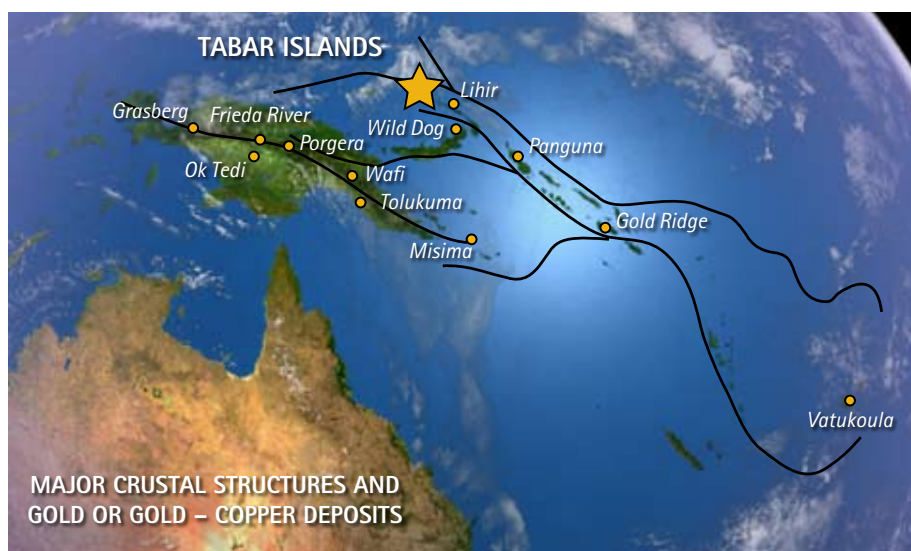 TABAR ISLANDS
Lihir
Grasberg
Frieda River
Wild Dog
Porgera
Panguna
Ok Tedi
Wafi
Tolukuma
Gold Ridge
Misima
Vatukoula
MAJOR CRUSTAL STRUCTURES AND
GOLD OR GOLD – COPPER DEPOSITS